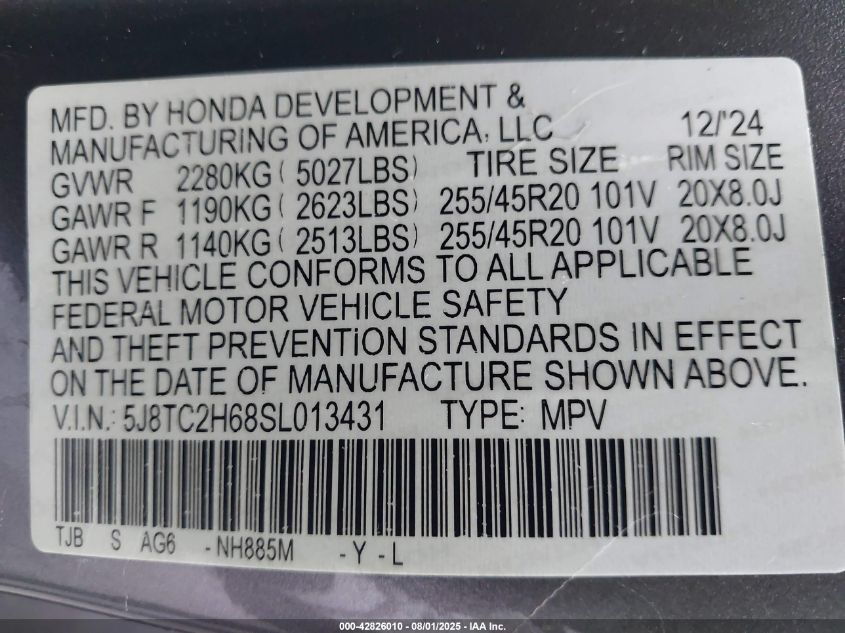 MFD. BY HONDA DEVELOPMENT &
MANUFACTURING OF AMERICA, LLC 12/'24
GVWR 2280KG ( 5027LBS) TIRE SIZE RIM SIZE
GAWR F 1190KG ( 2623LBS) 255/45R20 101V 20X8.0J
GAWR R 1140KG ( 2513LBS) 255/45R20 101V 20X8.0J
THIS VEHICLE CONFORMS TO ALL APPLICABLE
FEDERAL MOTOR VEHICLE SAFETY
AND THEFT PREVENTION STANDARDS IN EFFECT
ON THE DATE OF MANUFACTURE SHOWN ABOVE.
V.I.N.: 5J8TC2H68SL013431 TYPE: MPV
TJB S AG6 -NH885M -Y-L
000-42826010 - 08/01/2025 - IAA Inc.